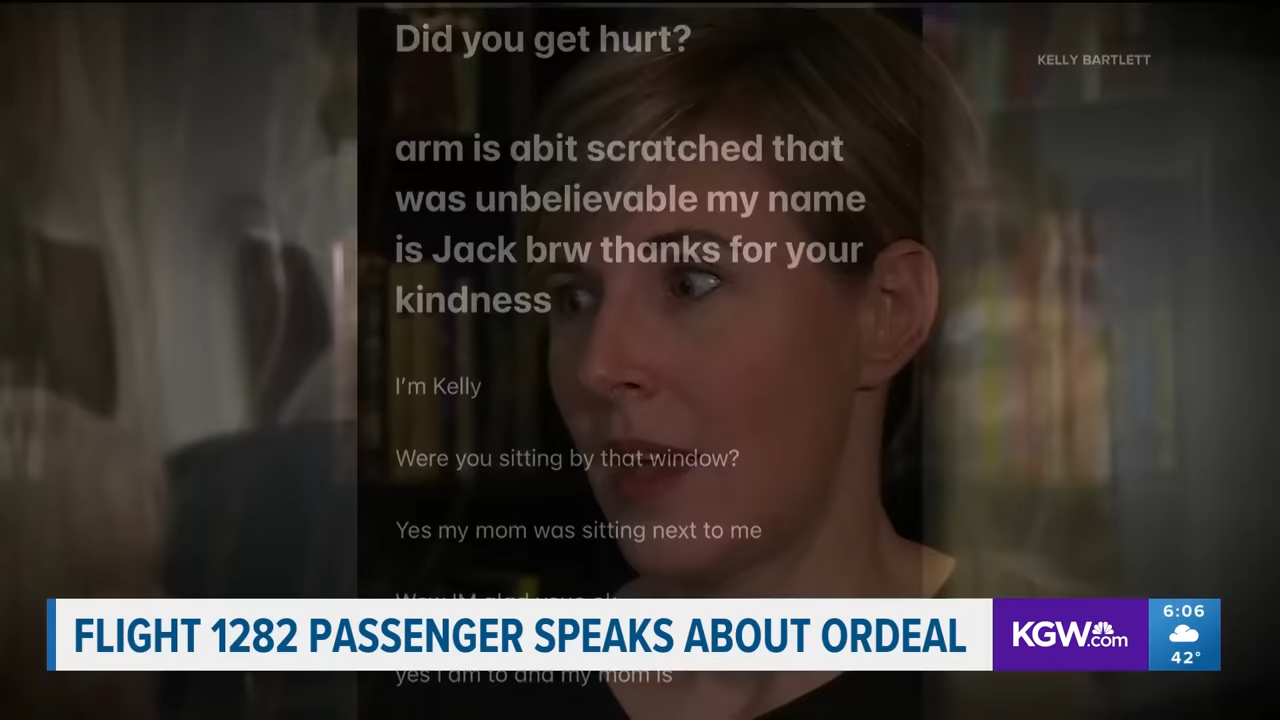 Did you get hurt?
KELLY BARTLETT
arm is abit scratched that
was unbelievable my name
is Jack brw thanks for your
kindness
I'm Kelly
Were you sitting by that window?
Yes my mom was sitting next to me
FLIGHT 1282 PASSENGER SPEAKS ABOUT ORDEAL
KGW.com
6:06
42°
yes I am to and my mom is